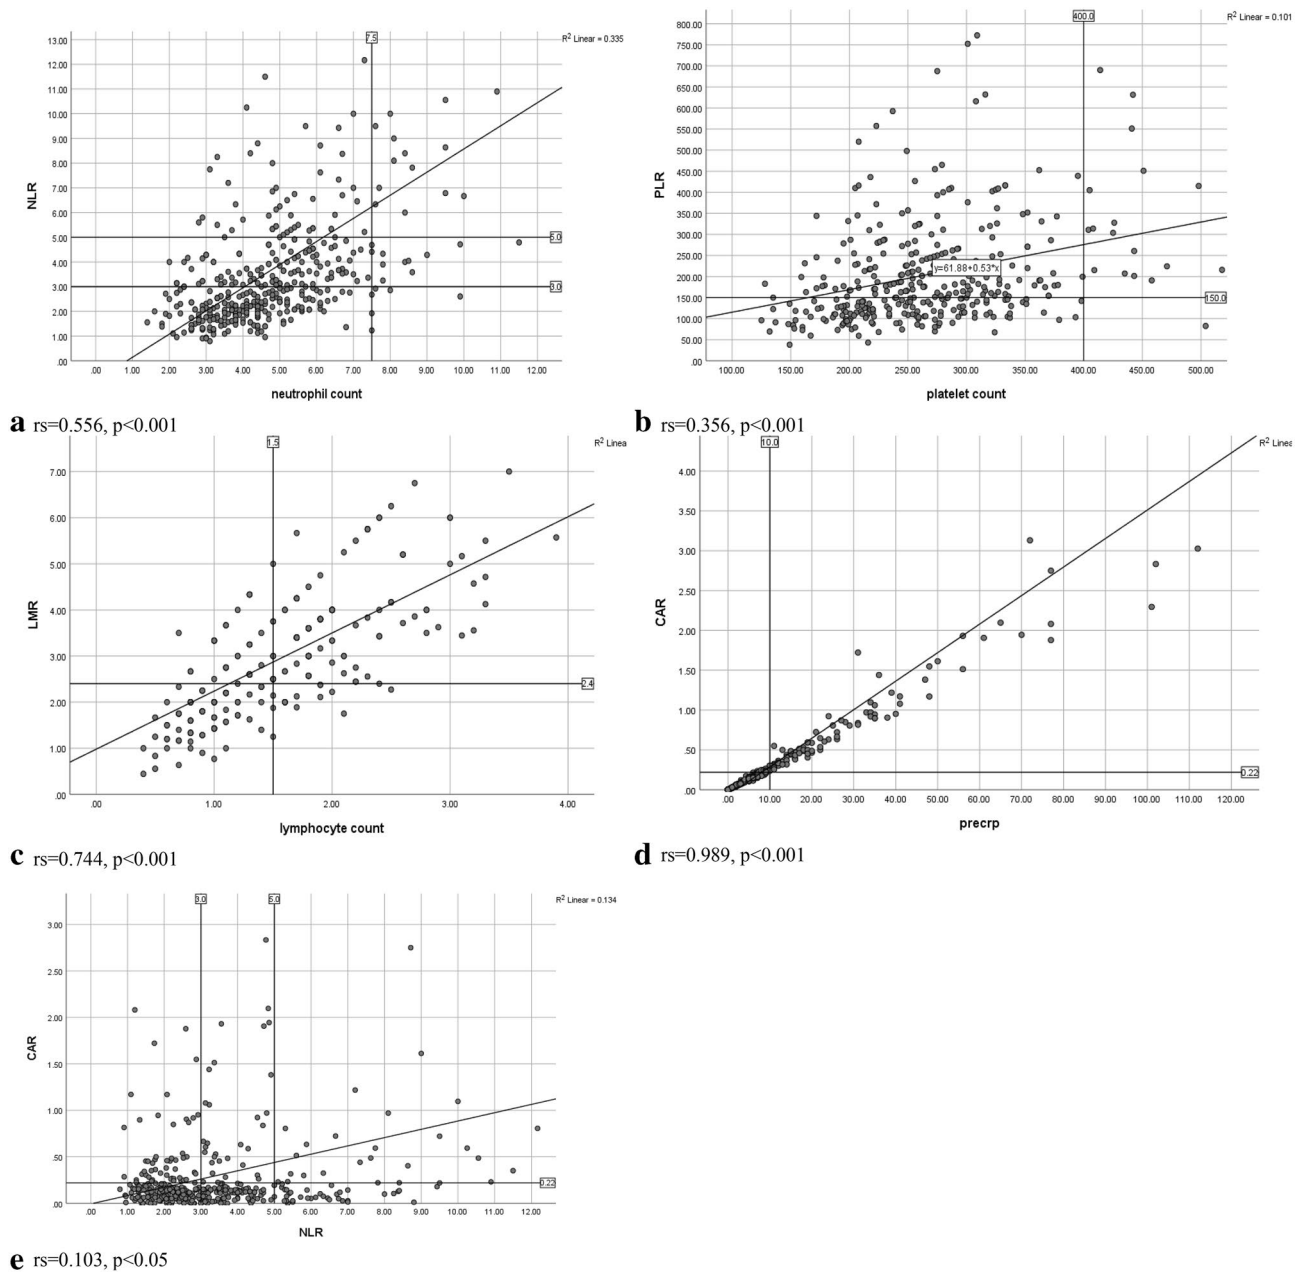 7.5
R² Linear = 0.335
13.00
12.00
11.00
10.00
9.00
8.00
7.00
6.00
5.00
4.00
3.00
2.00
1.00
.00
NLR
5.0
3.0
.00 1.00 2.00 3.00 4.00 5.00 6.00 7.00 8.00 9.00 10.00 11.00 12.00
neutrophil count
a rs=0.556, p<0.001
400.0
R² Linear = 0.101
800.00
750.00
700.00
650.00
600.00
550.00
500.00
450.00
400.00
350.00
300.00
250.00
200.00
150.00
100.00
50.00
.00
PLR
y=61.88+0.53*x
150.0
100.00 150.00 200.00 250.00 300.00 350.00 400.00 450.00 500.00
platelet count
b rs=0.356, p<0.001
1.5
R² Linea
7.00
6.00
5.00
4.00
3.00
2.00
1.00
.00
LMR
2.4
.00 1.00 2.00 3.00 4.00
lymphocyte count
c rs=0.744, p<0.001
10.0
R² Linea
4.00
3.50
3.00
2.50
2.00
1.50
1.00
.50
.00
CAR
0.22
.00 10.00 20.00 30.00 40.00 50.00 60.00 70.00 80.00 90.00 100.00 110.00 120.00
precrp
d rs=0.989, p<0.001
3.0
5.0
R² Linear = 0.134
3.00
2.50
2.00
1.50
1.00
.50
.00
CAR
0.22
.00 1.00 2.00 3.00 4.00 5.00 6.00 7.00 8.00 9.00 10.00 11.00 12.00
NLR
e rs=0.103, p<0.05